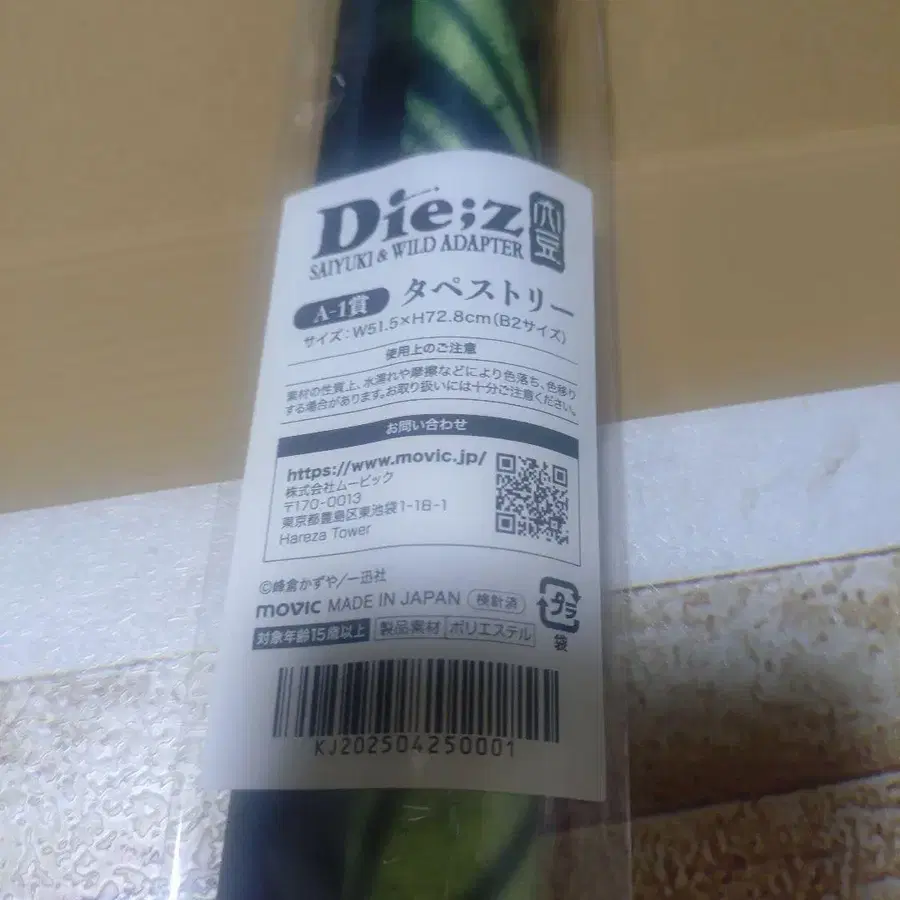 Die;z
SAIYUKI & WILD ADAPTER
A-1賞 タペストリー
サイズ:W51.5×H72.8cm(B2サイズ)
使用上のご注意
素材の性質上、水濡れや摩擦などにより色落ち、色移り
する場合があります。お取り扱いには十分ご注意ください。
お問い合わせ
https://www.movic.jp/
株式会社ムービック
〒170-0013
東京都豊島区東池袋1-18-1
Hareza Tower
©峰倉かずや/一迅社
movic MADE IN JAPAN 検針済
プラ
袋
対象年齢15歳以上 製品素材 ポリエステル
KJ202504250001